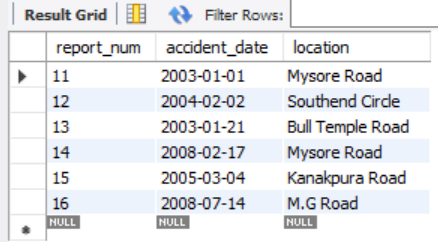 Result Grid Filter Rows:
report_num accident_date location
11 2003-01-01 Mysore Road
12 2004-02-02 Southend Circle
13 2003-01-21 Bull Temple Road
14 2008-02-17 Mysore Road
15 2005-03-04 Kanakpura Road
16 2008-07-14 M.G Road
NULL NULL NULL